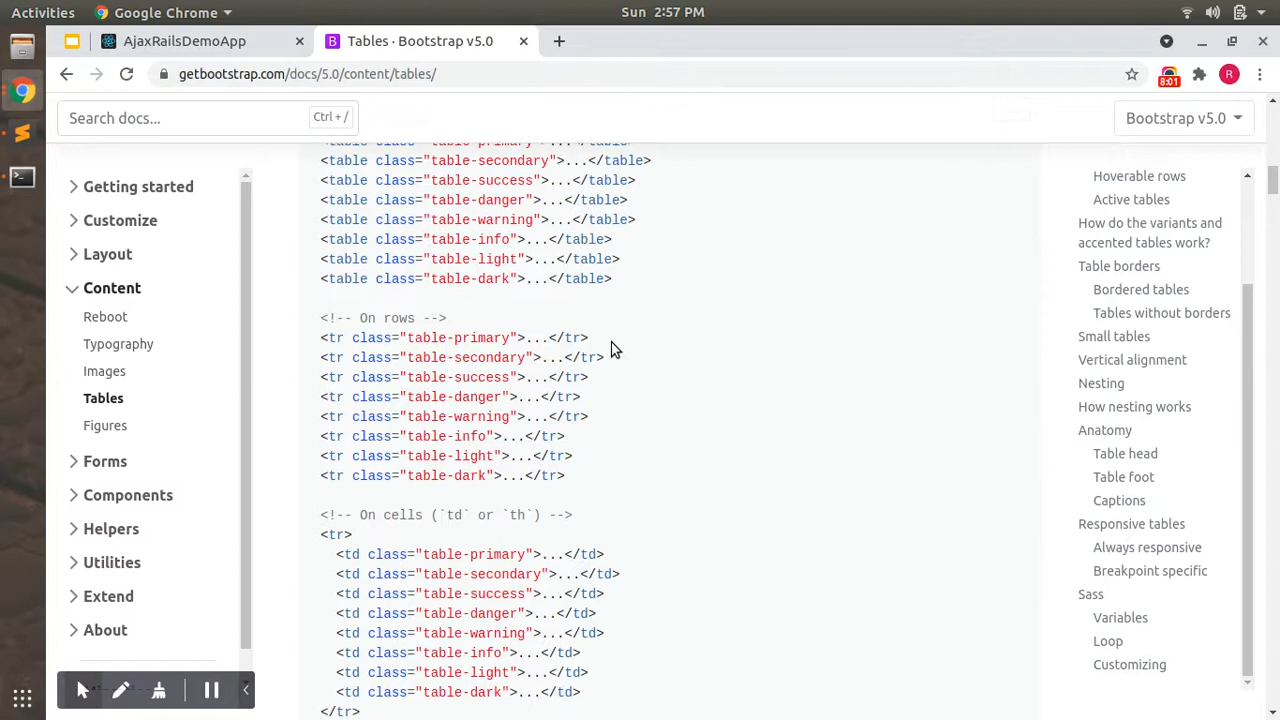 Activities
Google Chrome
Sun 2:57 PM
AjaxRailsDemoApp
Tables · Bootstrap v5.0
getbootstrap.com/docs/5.0/content/tables/
8:01
R
Search docs...
Ctrl + /
Bootstrap v5.0
Getting started
Customize
Layout
Content
Reboot
Typography
Images
Tables
Figures
Forms
Components
Helpers
Utilities
Extend
About
<table class="table-primary">...</table>
<table class="table-secondary">...</table>
<table class="table-success">...</table>
<table class="table-danger">...</table>
<table class="table-warning">...</table>
<table class="table-info">...</table>
<table class="table-light">...</table>
<table class="table-dark">...</table>
<!-- On rows -->
<tr class="table-primary">...</tr>
<tr class="table-secondary">...</tr>
<tr class="table-success">...</tr>
<tr class="table-danger">...</tr>
<tr class="table-warning">...</tr>
<tr class="table-info">...</tr>
<tr class="table-light">...</tr>
<tr class="table-dark">...</tr>
<!-- On cells (`td` or `th`) -->
<tr>
<td class="table-primary">...</td>
<td class="table-secondary">...</td>
<td class="table-success">...</td>
<td class="table-danger">...</td>
<td class="table-warning">...</td>
<td class="table-info">...</td>
<td class="table-light">...</td>
<td class="table-dark">...</td>
</tr>
Hoverable rows
Active tables
How do the variants and
accented tables work?
Table borders
Bordered tables
Tables without borders
Small tables
Vertical alignment
Nesting
How nesting works
Anatomy
Table head
Table foot
Captions
Responsive tables
Always responsive
Breakpoint specific
Sass
Variables
Loop
Customizing